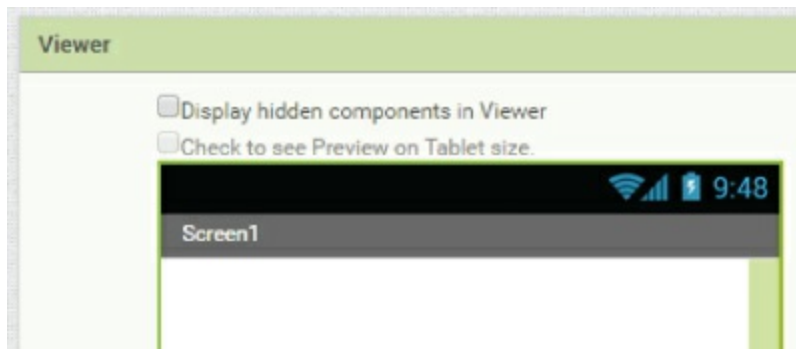 Viewer
Display hidden components in Viewer
Check to see Preview on Tablet size.
9:48
Screen1